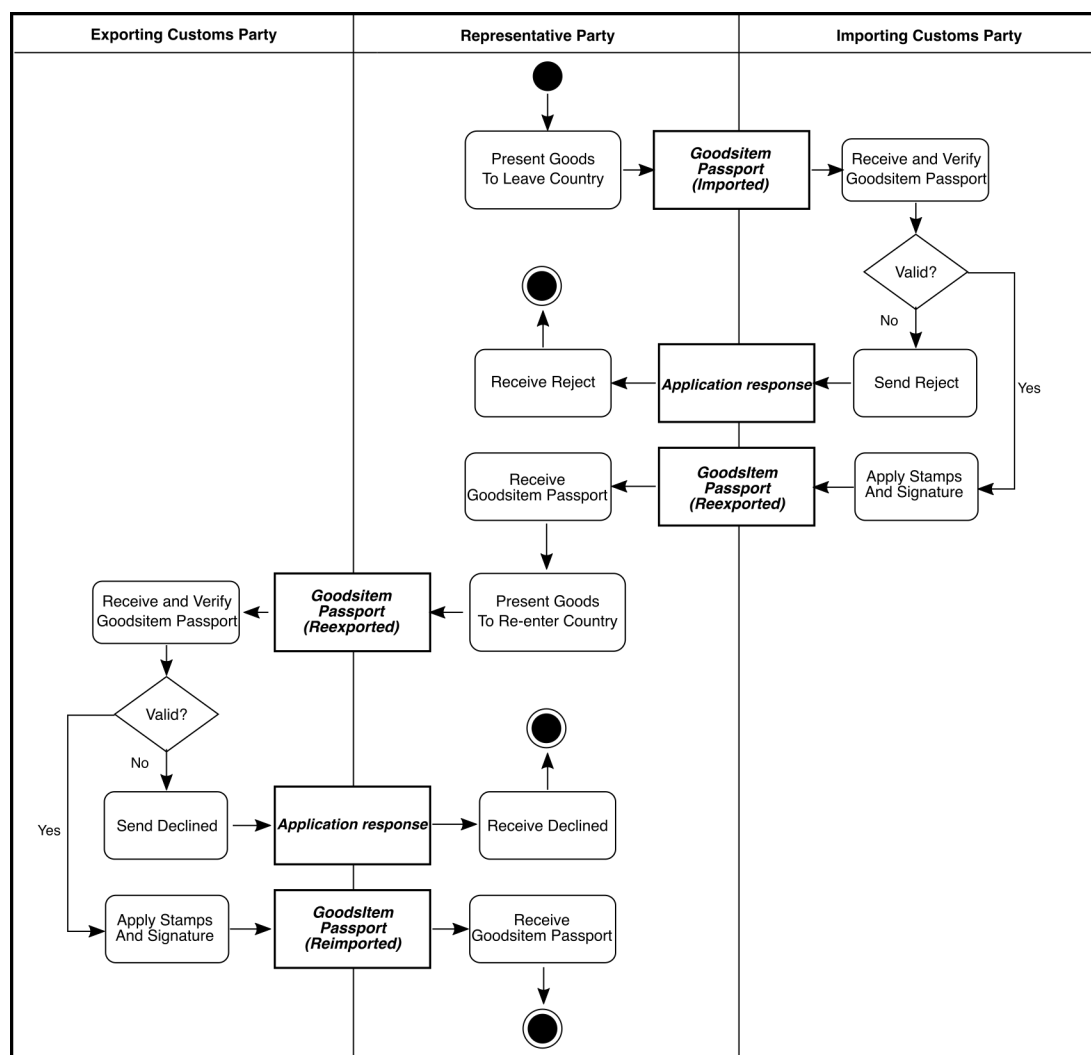 Exporting Customs Party
Representative Party
Importing Customs Party
Present Goods
To Leave Country
Goodsitem
Passport
(Imported)
Receive and Verify
Goodsitem Passport
Valid?
No
Yes
Receive Reject
Application response
Send Reject
Receive
Goodsitem Passport
GoodsItem
Passport
(Reexported)
Apply Stamps
And Signature
Receive and Verify
Goodsitem Passport
Goodsitem
Passport
(Reexported)
Present Goods
To Re-enter Country
Valid?
No
Yes
Send Declined
Application response
Receive Declined
Apply Stamps
And Signature
GoodsItem
Passport
(Reimported)
Receive
Goodsitem Passport